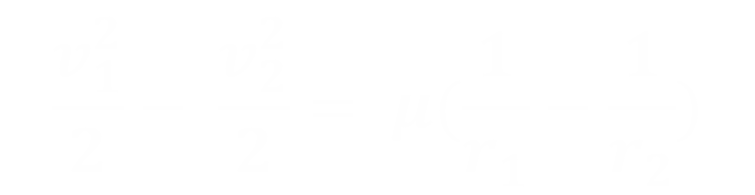 v₁²/2 − v₂²/2 = μ(1/r₁ − 1/r₂)